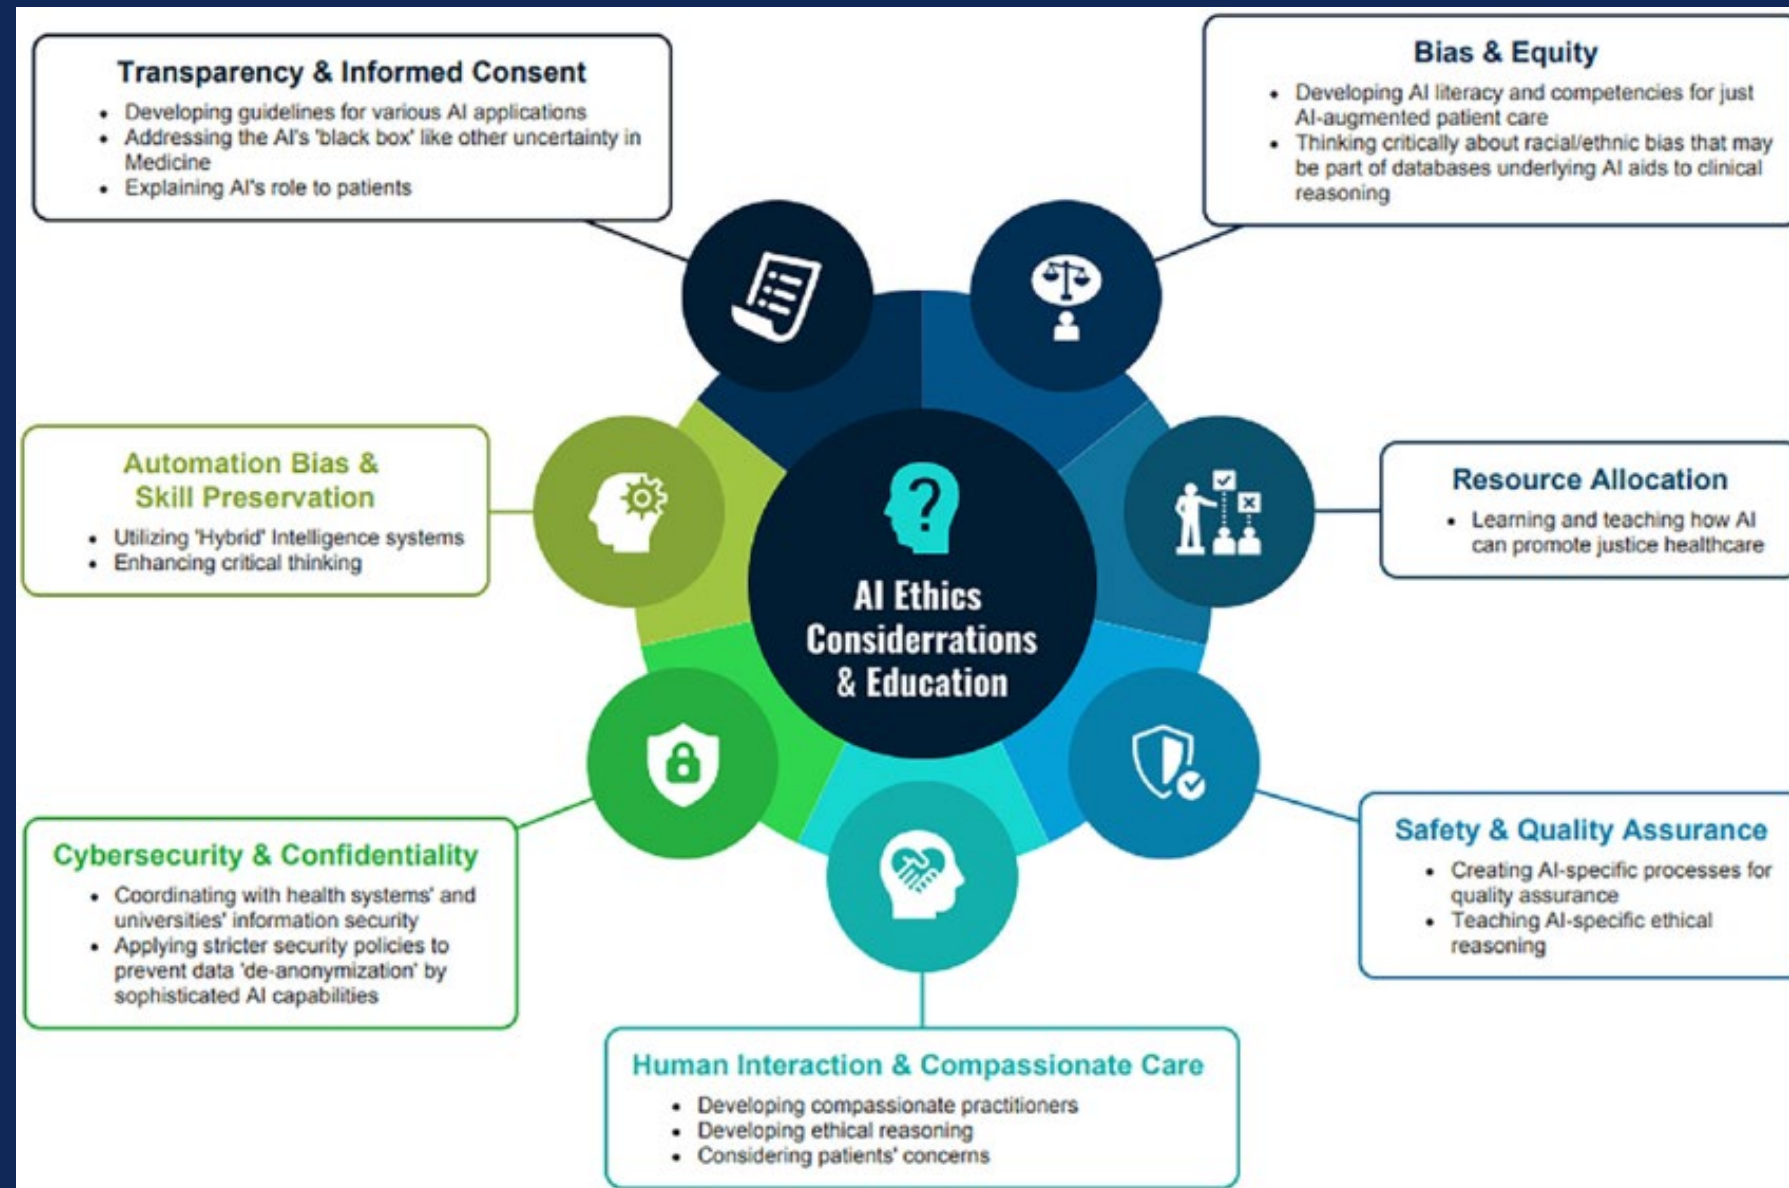 Transparency & Informed Consent
• Developing guidelines for various AI applications
• Addressing the AI's 'black box' like other uncertainty in
Medicine
• Explaining AI's role to patients
Bias & Equity
• Developing AI literacy and competencies for just
AI-augmented patient care
• Thinking critically about racial/ethnic bias that may
be part of databases underlying AI aids to clinical
reasoning
Automation Bias &
Skill Preservation
• Utilizing 'Hybrid' Intelligence systems
• Enhancing critical thinking
?
AI Ethics
Considerrations
& Education
Resource Allocation
• Learning and teaching how AI
can promote justice healthcare
Cybersecurity & Confidentiality
• Coordinating with health systems' and
universities' information security
• Applying stricter security policies to
prevent data 'de-anonymization' by
sophisticated AI capabilities
Safety & Quality Assurance
• Creating AI-specific processes for
quality assurance
• Teaching AI-specific ethical
reasoning
Human Interaction & Compassionate Care
• Developing compassionate practitioners
• Developing ethical reasoning
• Considering patients' concerns